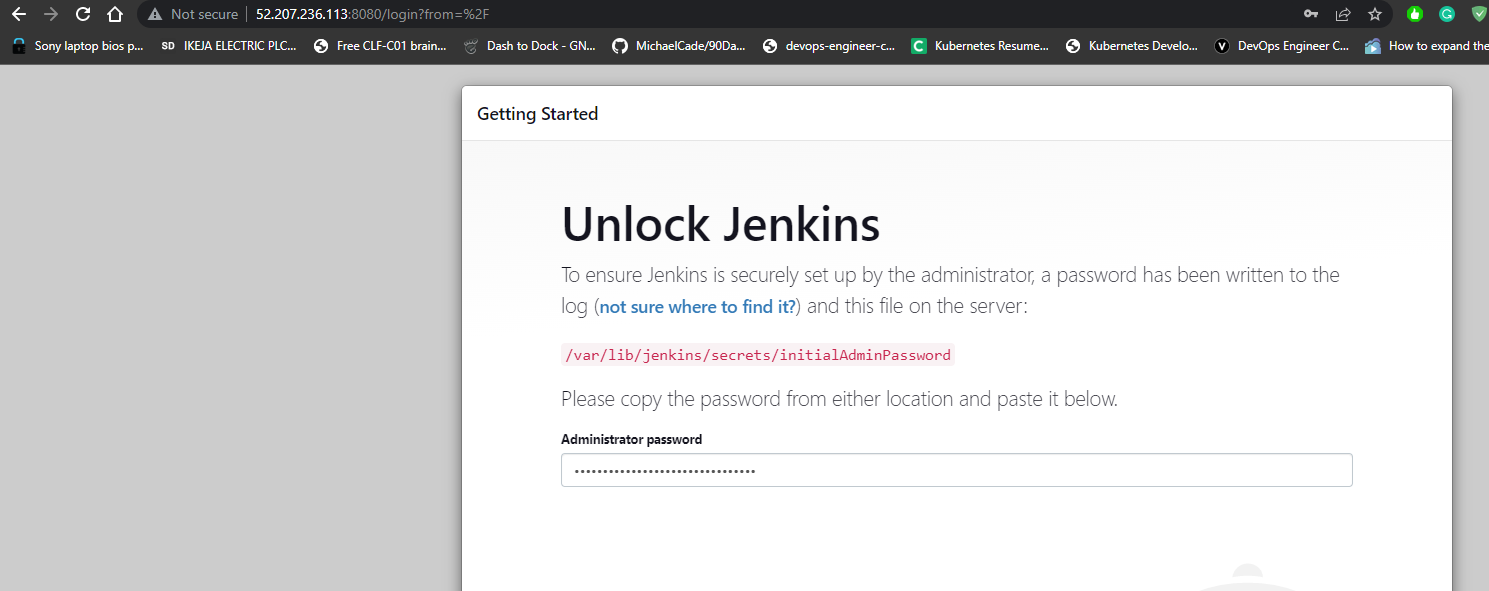 Not secure | 52.207.236.113:8080/login?from=%2F
Sony laptop bios p... SD IKEJA ELECTRIC PLC... Free CLF-C01 brain... Dash to Dock - GN... MichaelCade/90Da... devops-engineer-c... C Kubernetes Resume... Kubernetes Develo... V DevOps Engineer C... How to expand the
Getting Started
Unlock Jenkins
To ensure Jenkins is securely set up by the administrator, a password has been written to the
log (not sure where to find it?) and this file on the server:
/var/lib/jenkins/secrets/initialAdminPassword
Please copy the password from either location and paste it below.
Administrator password
••••••••••••••••••••••••••••••••